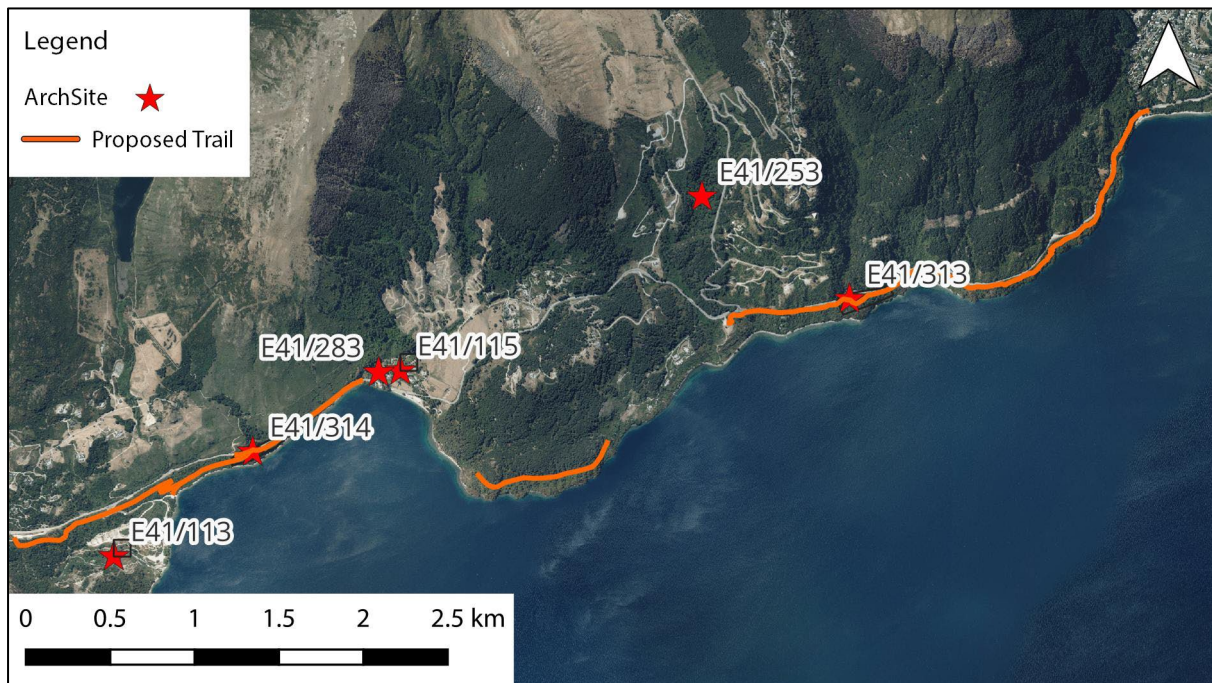 Legend
ArchSite
Proposed Trail
E41/253
E41/313
E41/283
E41/115
E41/314
E41/113
0 0.5 1 1.5 2 2.5 km